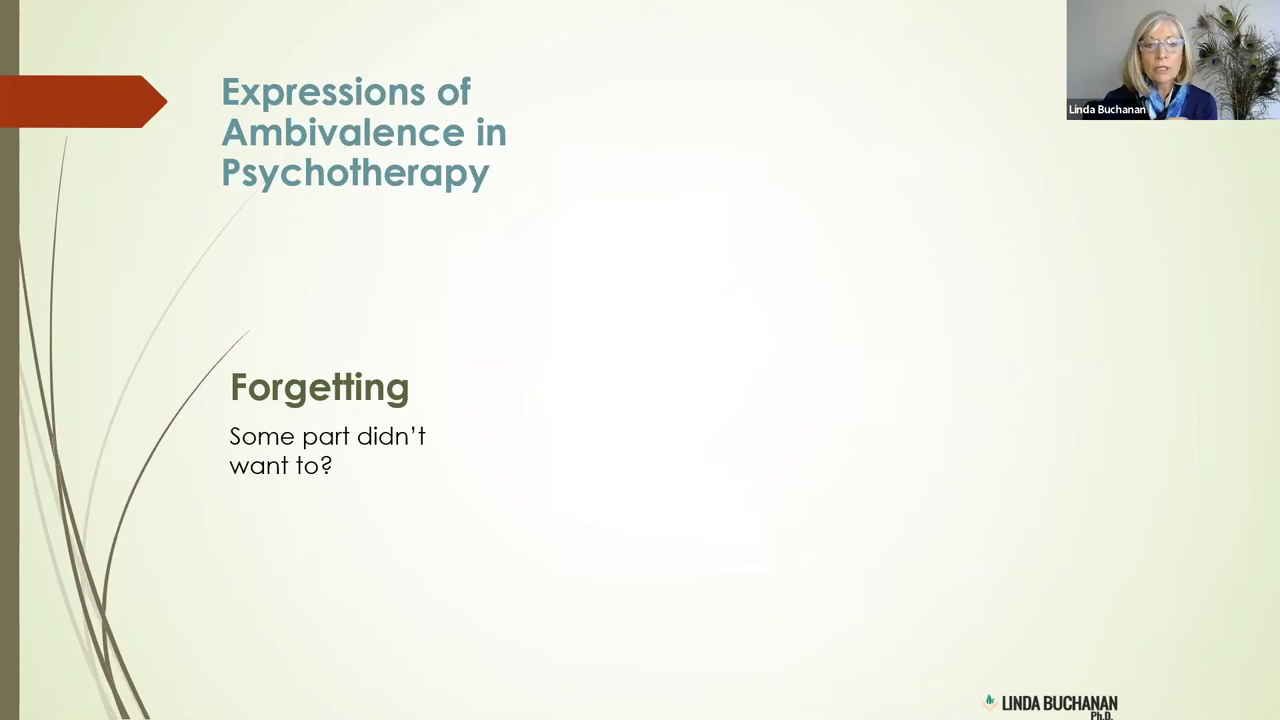 Expressions of
Ambivalence in
Psychotherapy
Linda Buchanan
Forgetting
Some part didn't
want to?
LINDA BUCHANAN
Ph.D.